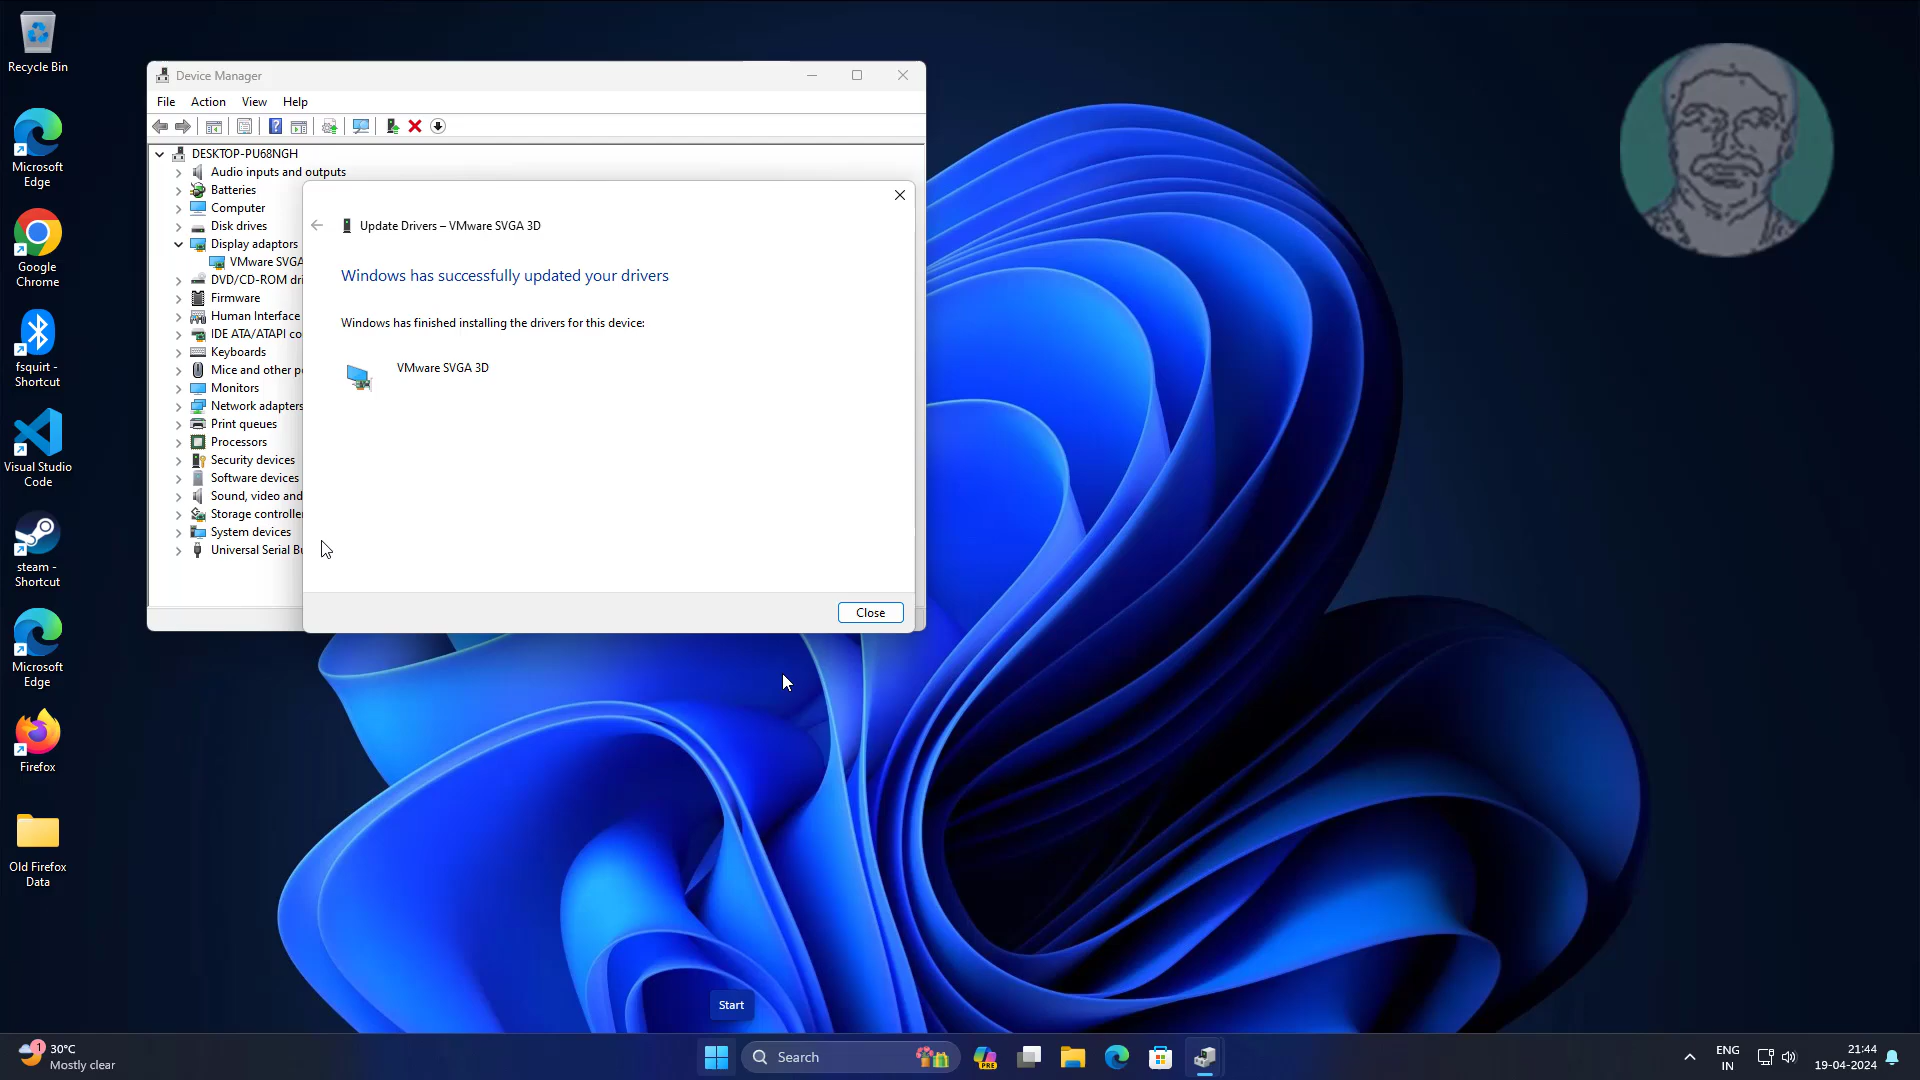 Recycle Bin
Microsoft
Edge
Google
Chrome
fsquirt -
Shortcut
Visual Studio
Code
steam -
Shortcut
Microsoft
Edge
Firefox
Old Firefox
Data
Device Manager
File Action View Help
DESKTOP-PU68NGH
Audio inputs and outputs
Batteries
Computer
Disk drives
Display adaptors
VMware SVGA
DVD/CD-ROM dri
Firmware
Human Interface
IDE ATA/ATAPI co
Keyboards
Mice and other p
Monitors
Network adapters
Print queues
Processors
Security devices
Software devices
Sound, video and
Storage controlle
System devices
Universal Serial Bu
Update Drivers – VMware SVGA 3D
Windows has successfully updated your drivers
Windows has finished installing the drivers for this device:
VMware SVGA 3D
Close
Start
1
30°C
Mostly clear
Search
PRE
ENG
IN
21:44
19-04-2024